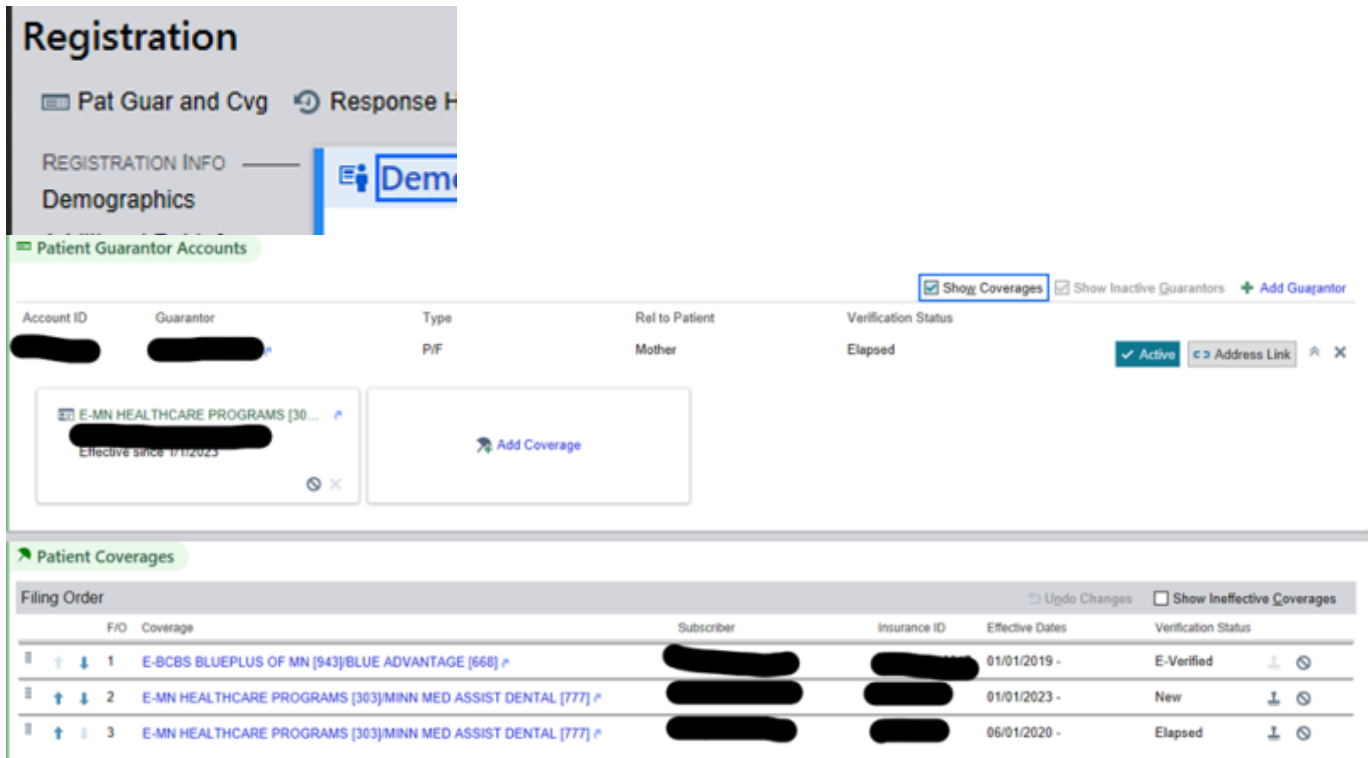 Registration
Pat Guar and Cvg Response H
REGISTRATION INFO
Demographics Demo
Patient Guarantor Accounts
Show Coverages Show Inactive Guarantors Add Guarantor
Account ID Guarantor Type Rel to Patient Verification Status
P/F Mother Elapsed Active Address Link
E-MN HEALTHCARE PROGRAMS [30...
Effective since 1/1/2023
Add Coverage
Patient Coverages
Filing Order Undo Changes Show Ineffective Coverages
F/O Coverage Subscriber Insurance ID Effective Dates Verification Status
1 E-BCBS BLUEPLUS OF MN [943]/BLUE ADVANTAGE [668] 01/01/2019 - E-Verified
2 E-MN HEALTHCARE PROGRAMS [303]/MINN MED ASSIST DENTAL [777] 01/01/2023 - New
3 E-MN HEALTHCARE PROGRAMS [303]/MINN MED ASSIST DENTAL [777] 06/01/2020 - Elapsed